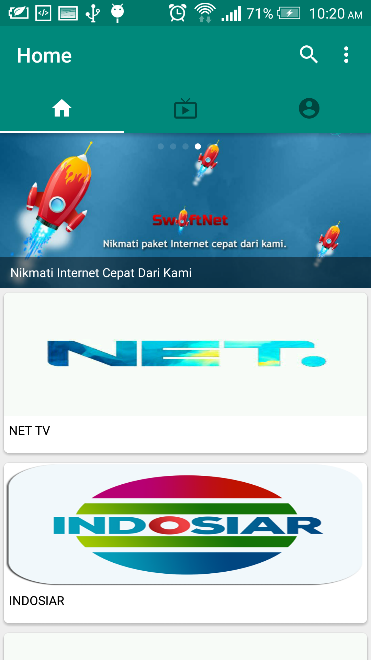 71% 10:20 AM
Home
SwiftNet
Nikmati paket Internet cepat dari kami.
Nikmati Internet Cepat Dari Kami
NET.
NET TV
INDOSIAR
INDOSIAR